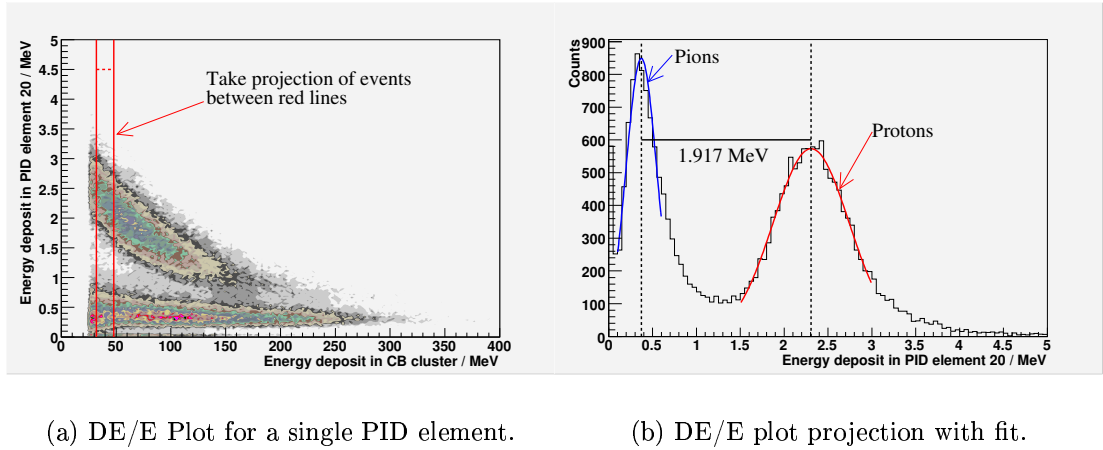 Energy deposit in PID element 20 / MeV
5
4.5
4
3.5
3
2.5
2
1.5
1
0.5
0
Take projection of events
between red lines
0 50 100 150 200 250 300 350 400
Energy deposit in CB cluster / MeV
(a) DE/E Plot for a single PID element.
Counts
900
800
700
600
500
400
300
200
100
0
Pions
1.917 MeV
Protons
0 0.5 1 1.5 2 2.5 3 3.5 4 4.5 5
Energy deposit in PID element 20 / MeV
(b) DE/E plot projection with fit.